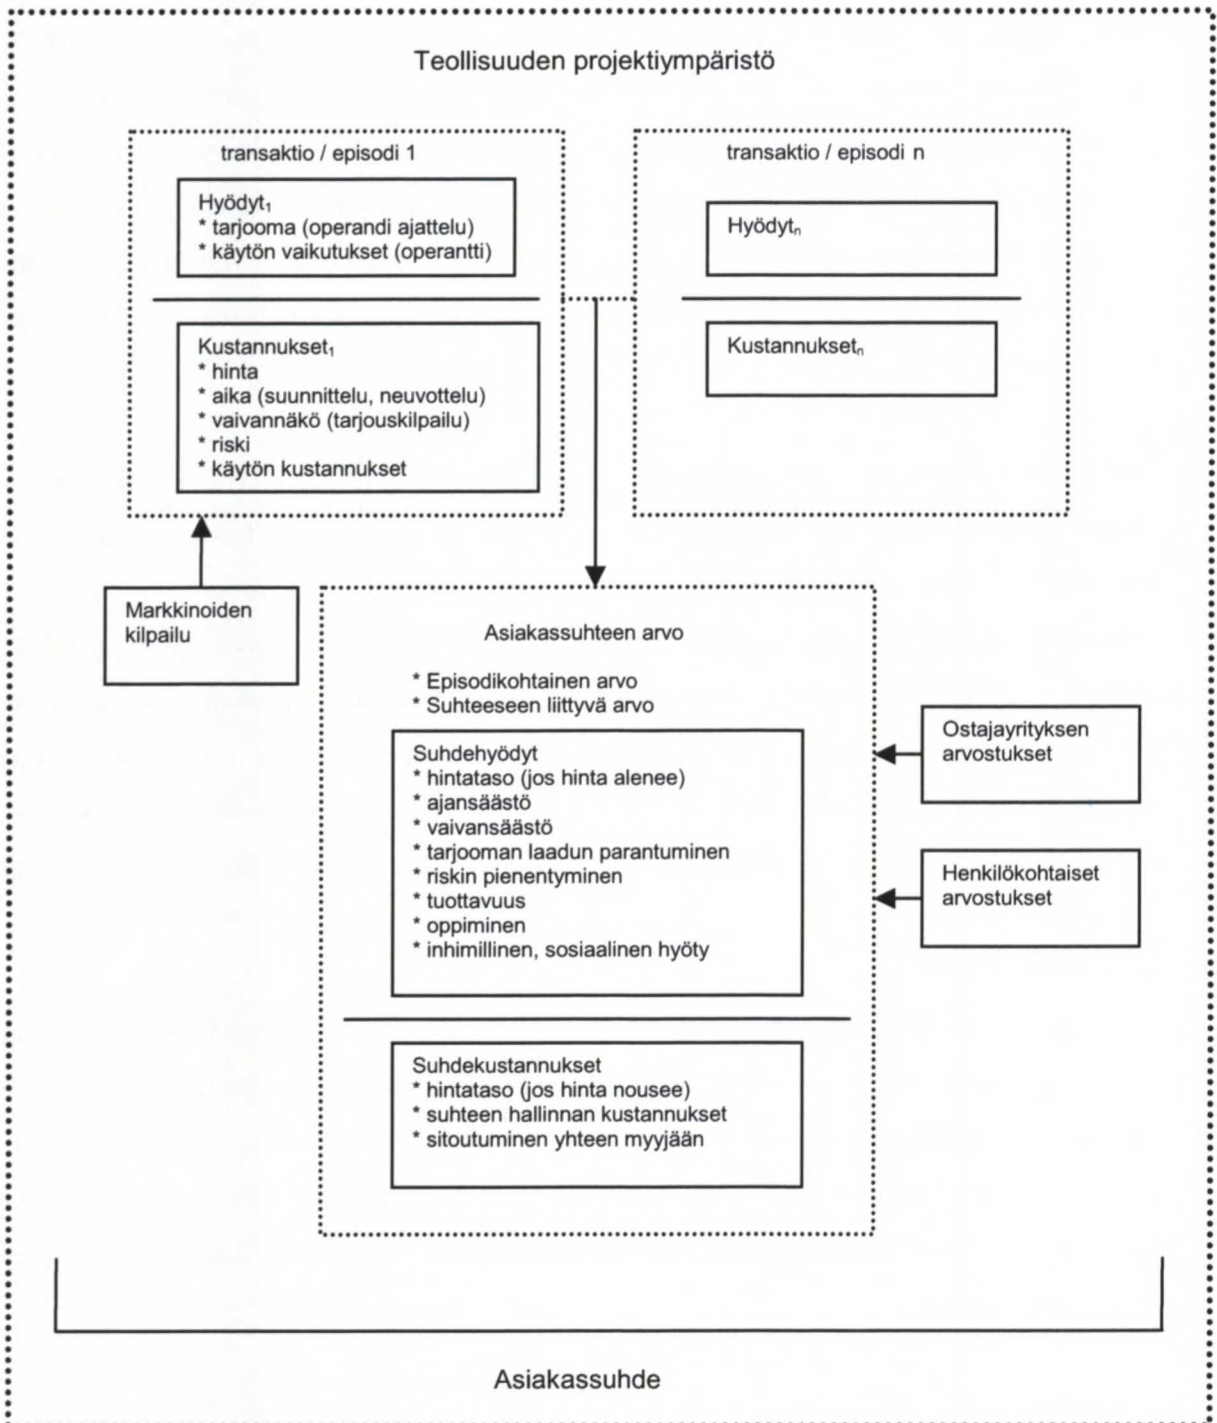 Teollisuuden projektiympäristö
transaktio / episodi 1
Hyödyt₁
* tarjooma (operandi ajattelu)
* käytön vaikutukset (operantti)
Kustannukset₁
* hinta
* aika (suunnittelu, neuvottelu)
* vaivannäkö (tarjouskilpailu)
* riski
* käytön kustannukset
transaktio / episodi n
Hyödytₙ
Kustannuksetₙ
Markkinoiden
kilpailu
Asiakassuhteen arvo
* Episodikohtainen arvo
* Suhteeseen liittyvä arvo
Suhdehyödyt
* hintataso (jos hinta alenee)
* ajansäästö
* vaivansäästö
* tarjooman laadun parantuminen
* riskin pienentyminen
* tuottavuus
* oppiminen
* inhimillinen, sosiaalinen hyöty
Suhdekustannukset
* hintataso (jos hinta nousee)
* suhteen hallinnan kustannukset
* sitoutuminen yhteen myyjään
Ostajayrityksen
arvostukset
Henkilökohtaiset
arvostukset
Asiakassuhde